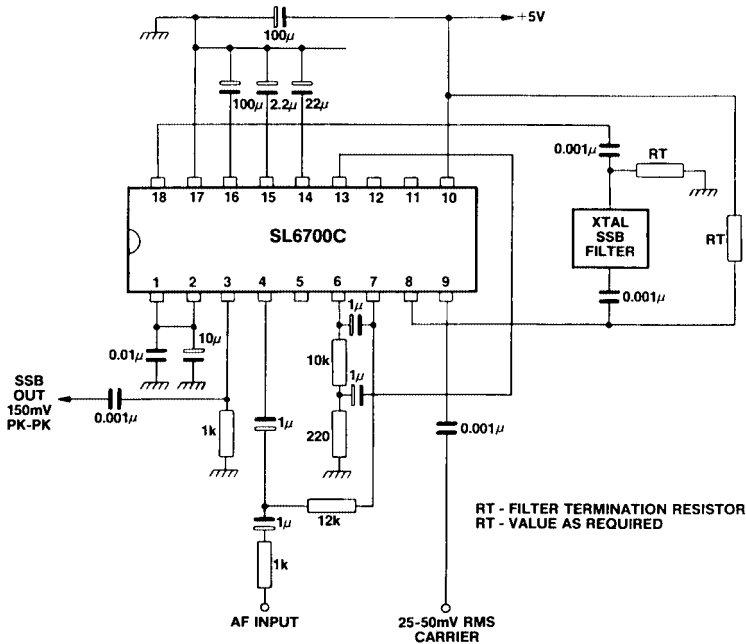 +5V
100μ
100μ 2.2μ 22μ
0.001μ
RT
18 17 16 15 14 13 12 11 10
SL6700C
XTAL
SSB
FILTER
RT
1 2 3 4 5 6 7 8 9
0.001μ
1μ
0.01μ
10μ
10k
SSB
OUT
150mV
PK-PK
0.001μ
1μ
1k
1μ
220
0.001μ
1μ
12k
RT - FILTER TERMINATION RESISTOR
RT - VALUE AS REQUIRED
1k
AF INPUT
25-50mV RMS
CARRIER